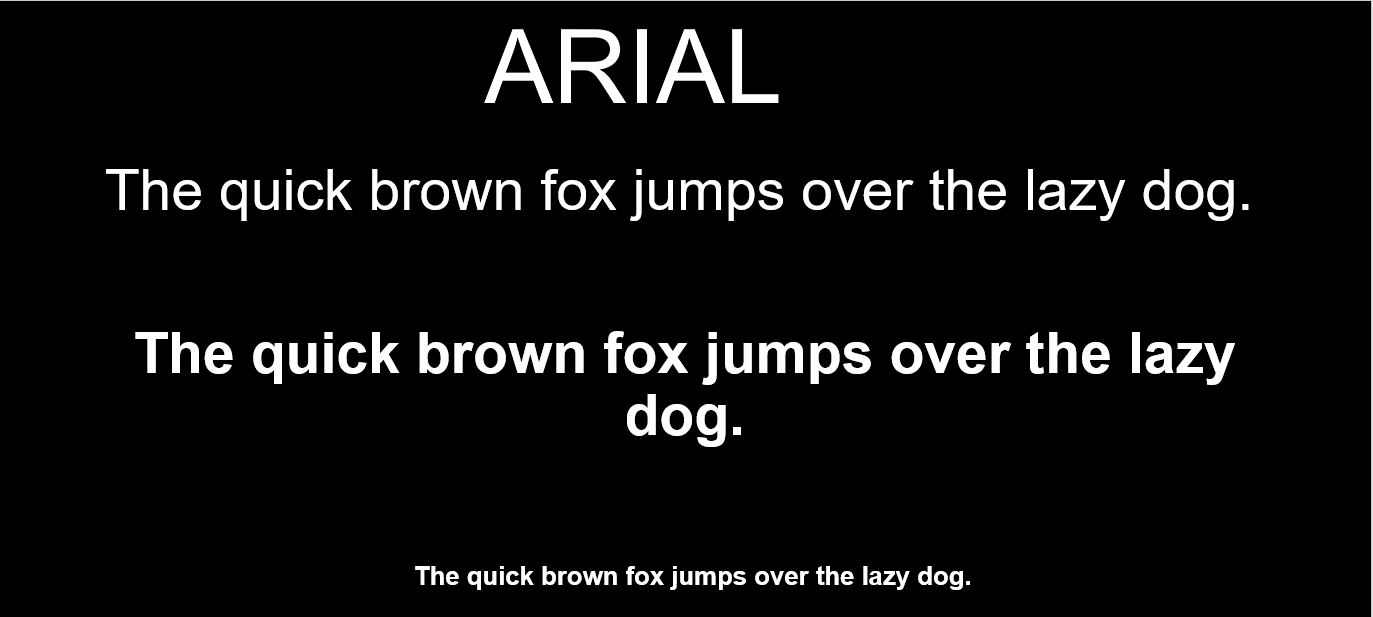 ARIAL
The quick brown fox jumps over the lazy dog.
The quick brown fox jumps over the lazy
dog.
The quick brown fox jumps over the lazy dog.